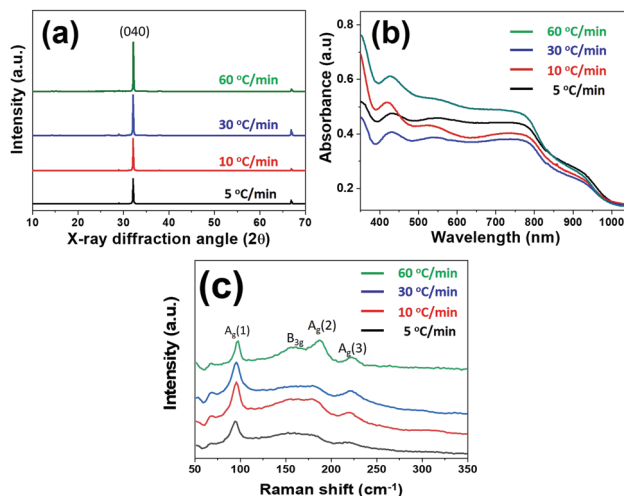 (a)
(040)
60 °C/min
30 °C/min
10 °C/min
5 °C/min
Intensity (a.u.)
10 20 30 40 50 60 70
X-ray diffraction angle (2θ)
(b)
60 °C/min
30 °C/min
10 °C/min
5 °C/min
Absorbance (a.u)
0.8
0.6
0.4
0.2
400 500 600 700 800 900 1000
Wavelength (nm)
(c)
60 °C/min
30 °C/min
10 °C/min
5 °C/min
Ag(1)
B3g
Ag(2)
Ag(3)
Intensity (a.u.)
50 100 150 200 250 300 350
Raman shift (cm-1)